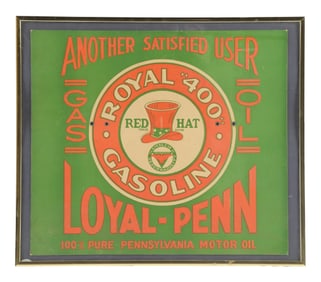 ANOTHER SATISFIED USER
GAS
OIL
ROYAL "400"
RED HAT
GASOLINE
LOYAL-PENN
100% PURE-PENNSYLVANIA MOTOR OIL